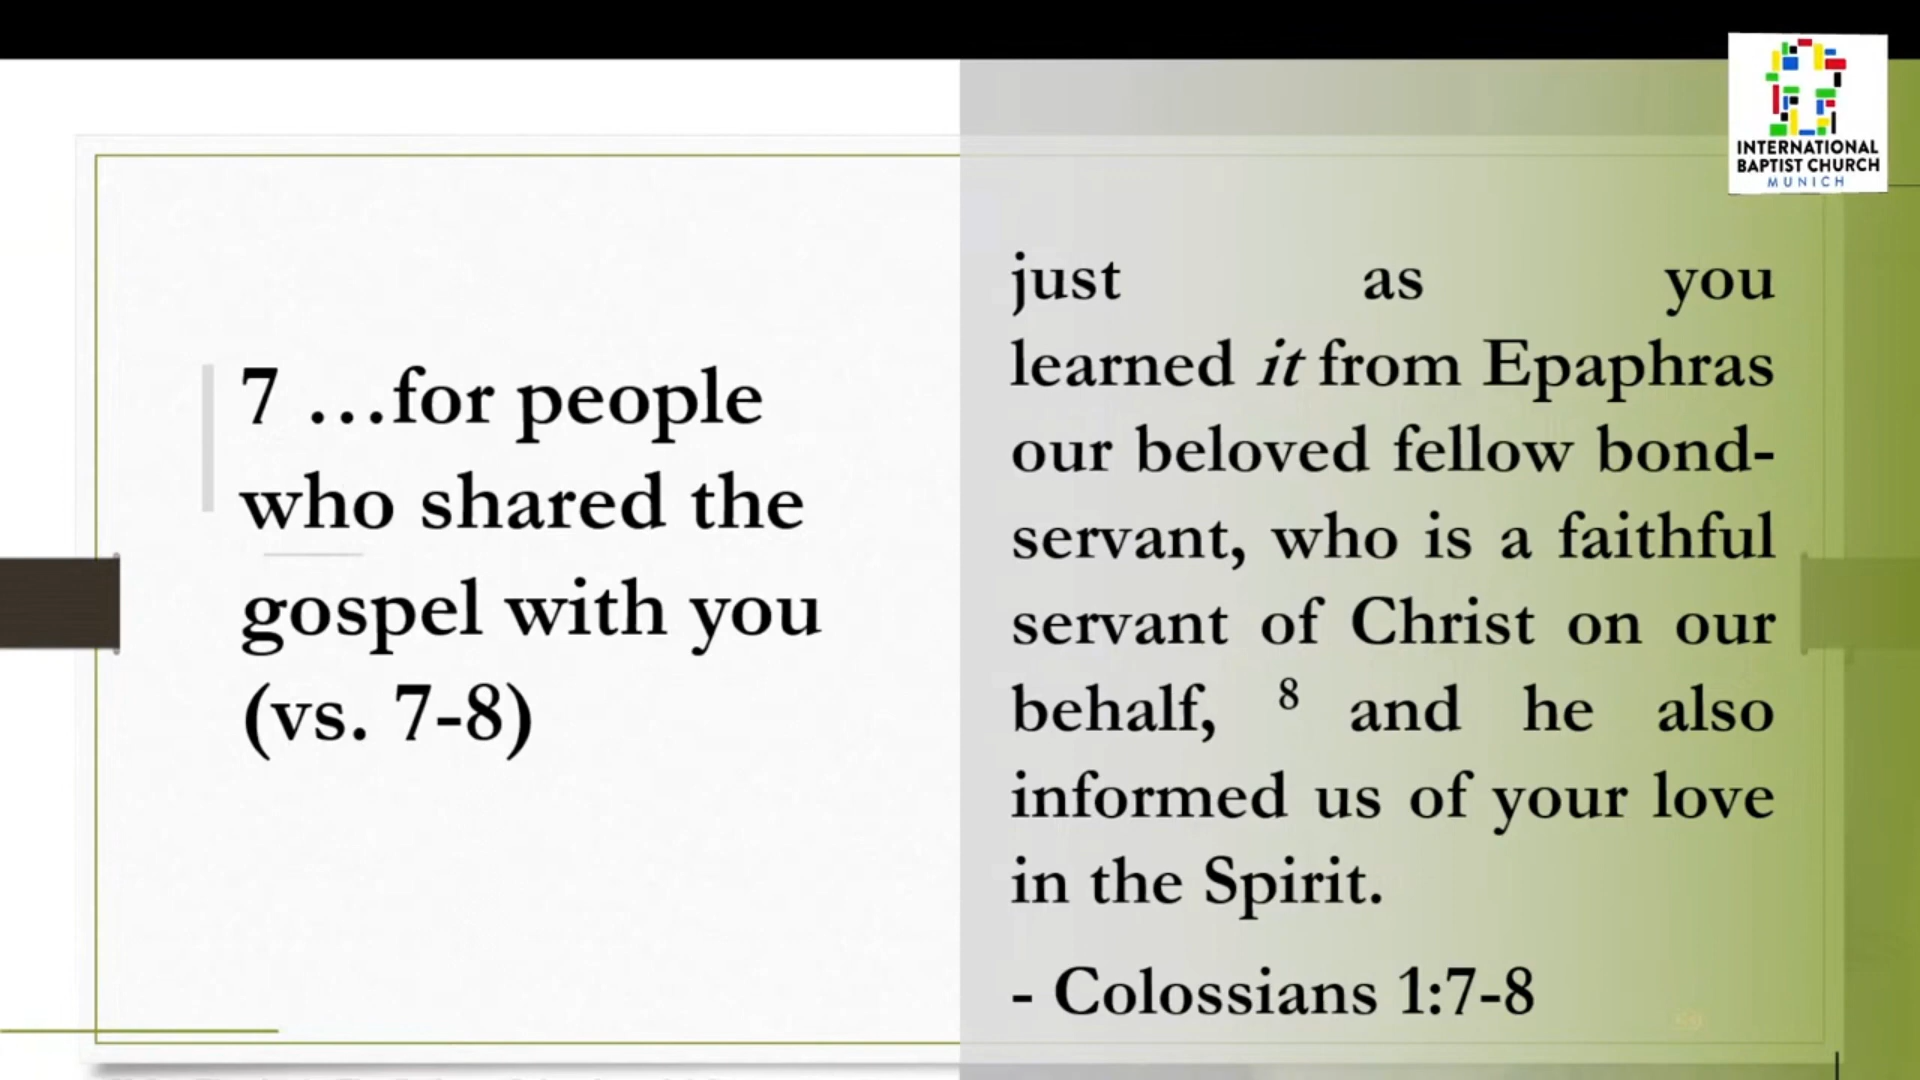 INTERNATIONAL
BAPTIST CHURCH
MUNICH
7 …for people
who shared the
gospel with you
(vs. 7-8)
just as you
learned it from Epaphras
our beloved fellow bond-
servant, who is a faithful
servant of Christ on our
behalf, 8 and he also
informed us of your love
in the Spirit.
- Colossians 1:7-8